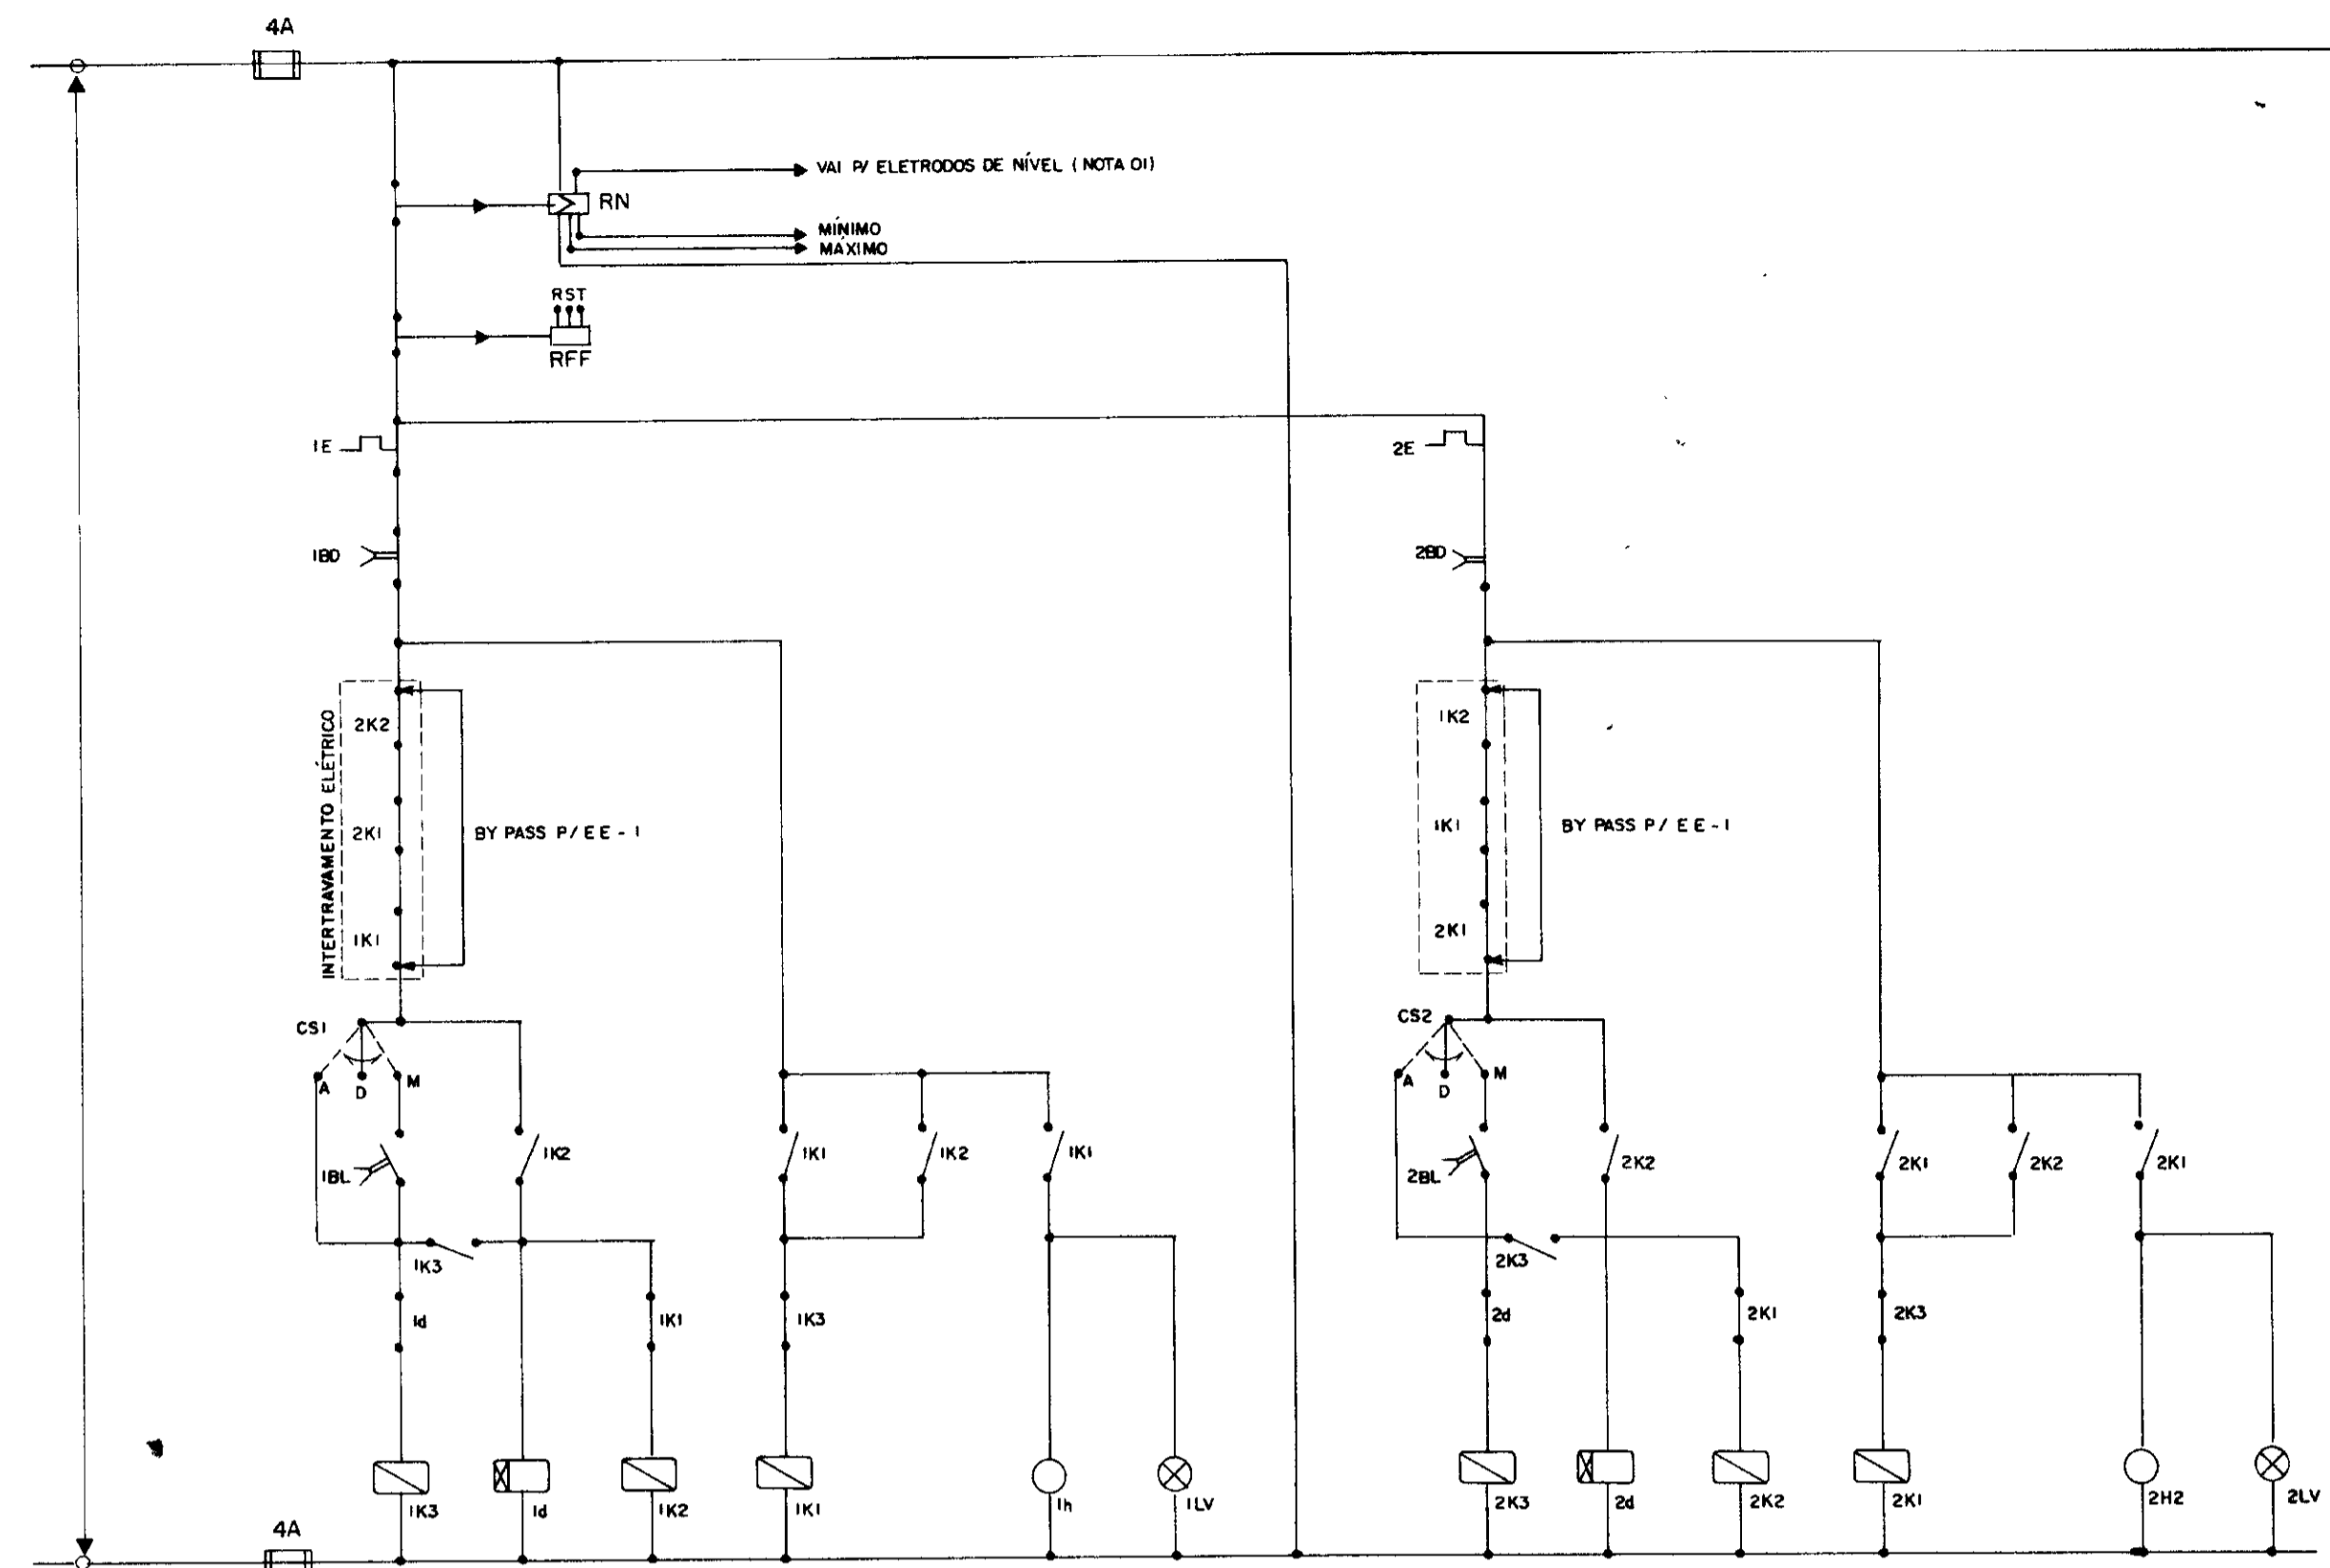 4A
VAI P/ ELETRODOS DE NÍVEL (NOTA 01)
RN
MÍNIMO
MÁXIMO
RST
RFF
1E
2E
1BD
2BD
INTERTRAVAMENTO ELÉTRICO
2K2
2K1
1K1
BY PASS P/ EE - 1
1K2
1K1
2K1
BY PASS P/ EE - 1
CS1
A
D
M
CS2
A
D
M
1BL
1K2
1K1
1K2
1K1
2BL
2K2
2K1
2K2
2K1
1K3
2K3
1d
1K1
1K3
2d
2K1
2K3
1K3
1d
1K2
1K1
1h
1LV
2K3
2d
2K2
2K1
2H2
2LV
4A